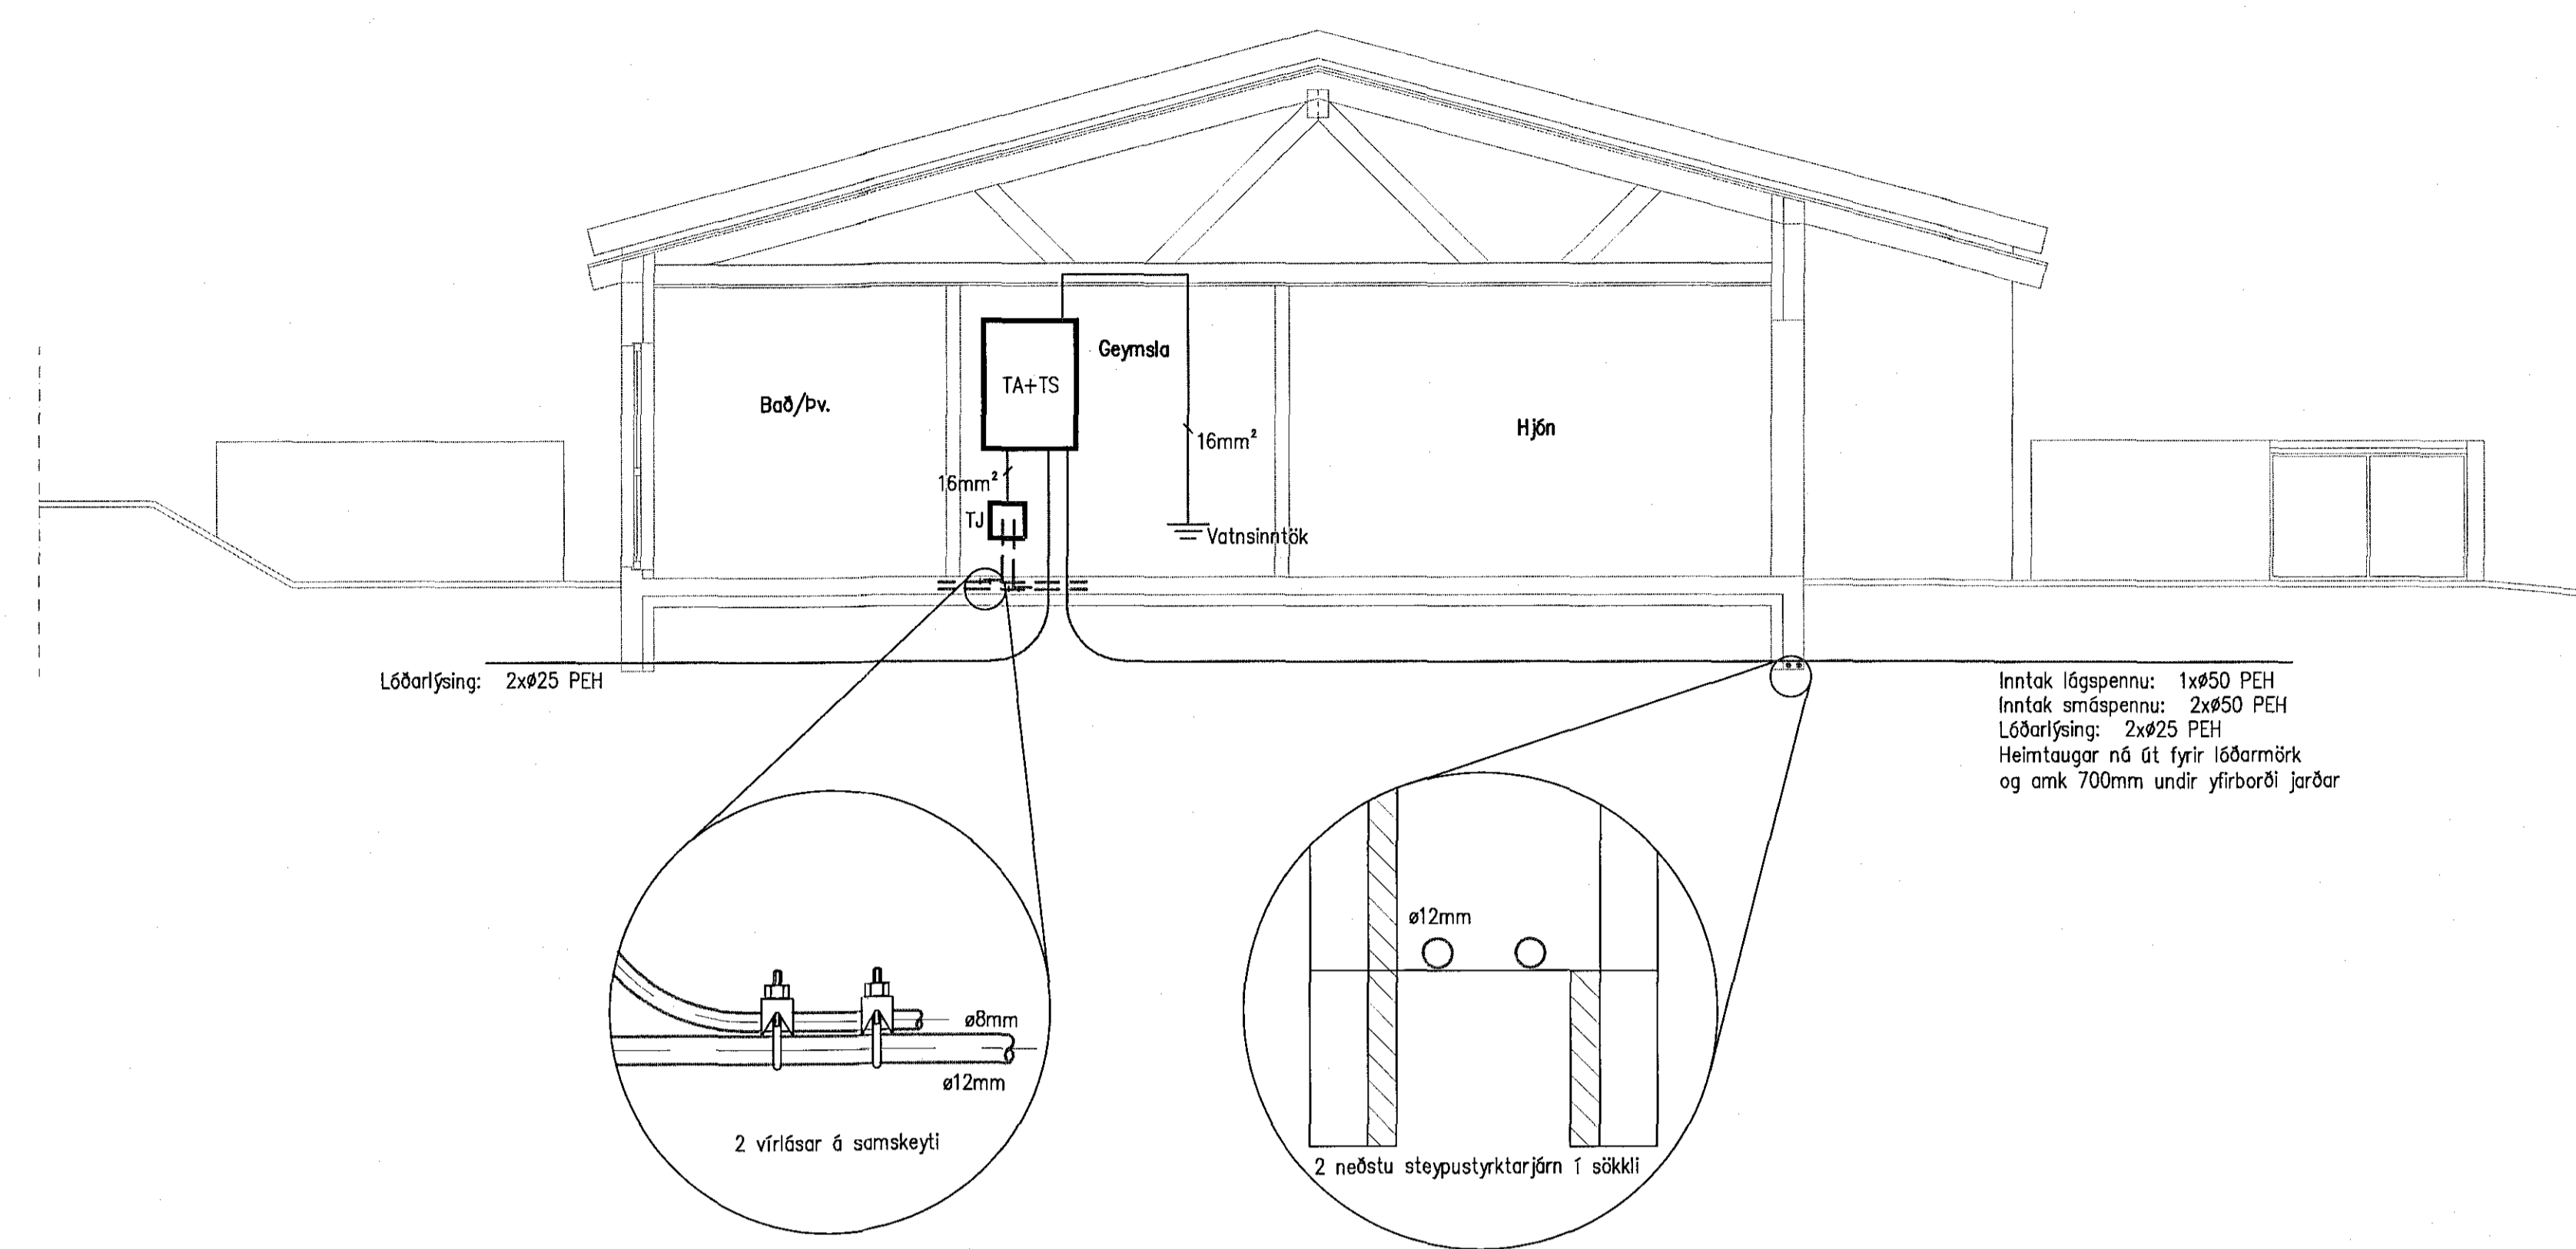 Geymsla
TA+TS
Bað/Þv.
Hjón
16mm²
16mm²
TJ
Vatnsinntök
Lóðarlýsing: 2xø25 PEH
Inntak lágspennu: 1xø50 PEH
Inntak smáspennu: 2xø50 PEH
Lóðarlýsing: 2xø25 PEH
Heimtaugar ná út fyrir lóðarmörk
og amk 700mm undir yfirborði jarðar
ø12mm
ø8mm
ø12mm
2 vírlásar á samskeyti
2 neðstu steypustyrktarjárn í sökkli